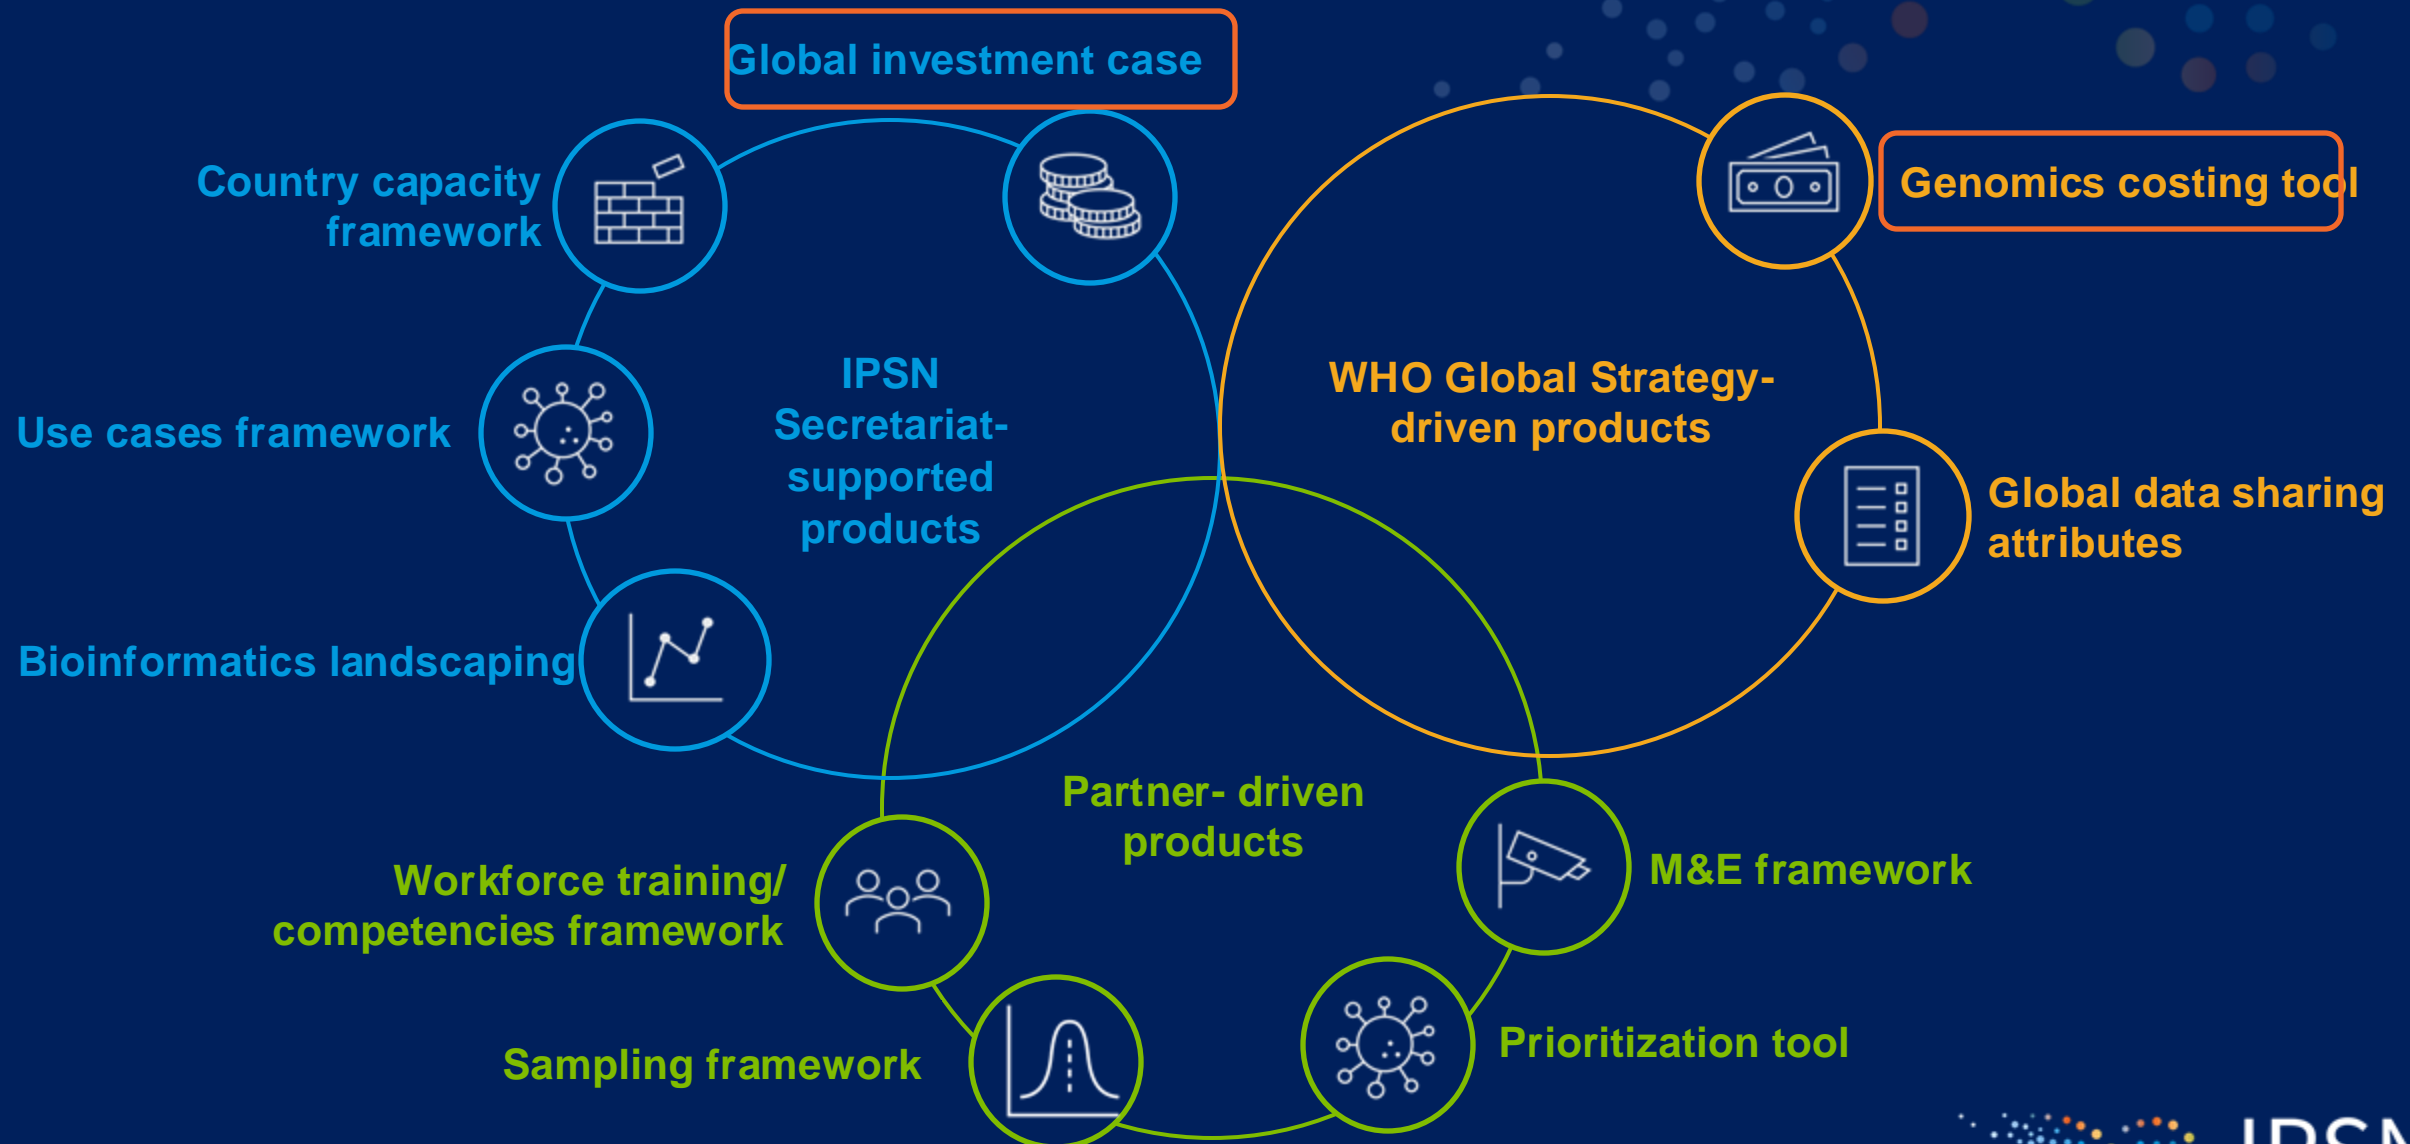 Global investment case
Country capacity
framework
Genomics costing tool
IPSN
Secretariat-
supported
products
WHO Global Strategy-
driven products
Use cases framework
Global data sharing
attributes
Bioinformatics landscaping
Partner- driven
products
Workforce training/
competencies framework
M&E framework
Sampling framework
Prioritization tool